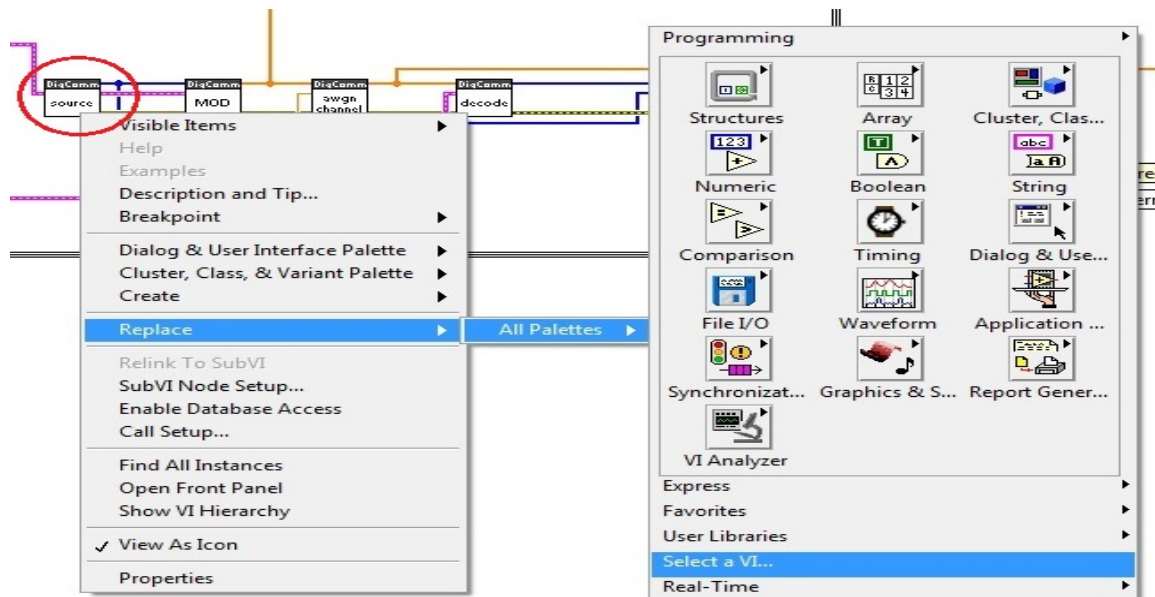 DigComm
source
DigComm
MOD
DigComm
awgn
channel
DigComm
decode
Visible Items
Help
Examples
Description and Tip...
Breakpoint
Dialog & User Interface Palette
Cluster, Class, & Variant Palette
Create
Replace
All Palettes
Relink To SubVI
SubVI Node Setup...
Enable Database Access
Call Setup...
Find All Instances
Open Front Panel
Show VI Hierarchy
View As Icon
Properties
Programming
Structures
Array
Cluster, Clas...
123
abc
Numeric
Boolean
String
Comparison
Timing
Dialog & Use...
File I/O
Waveform
Application ...
Synchronizat...
Graphics & S...
Report Gener...
VI Analyzer
Express
Favorites
User Libraries
Select a VI...
Real-Time